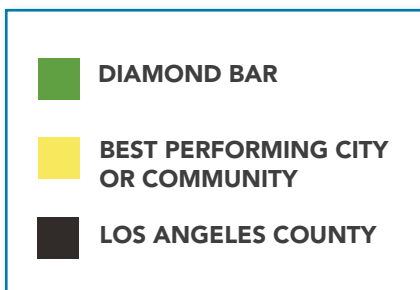 DIAMOND BAR
BEST PERFORMING CITY
OR COMMUNITY
LOS ANGELES COUNTY